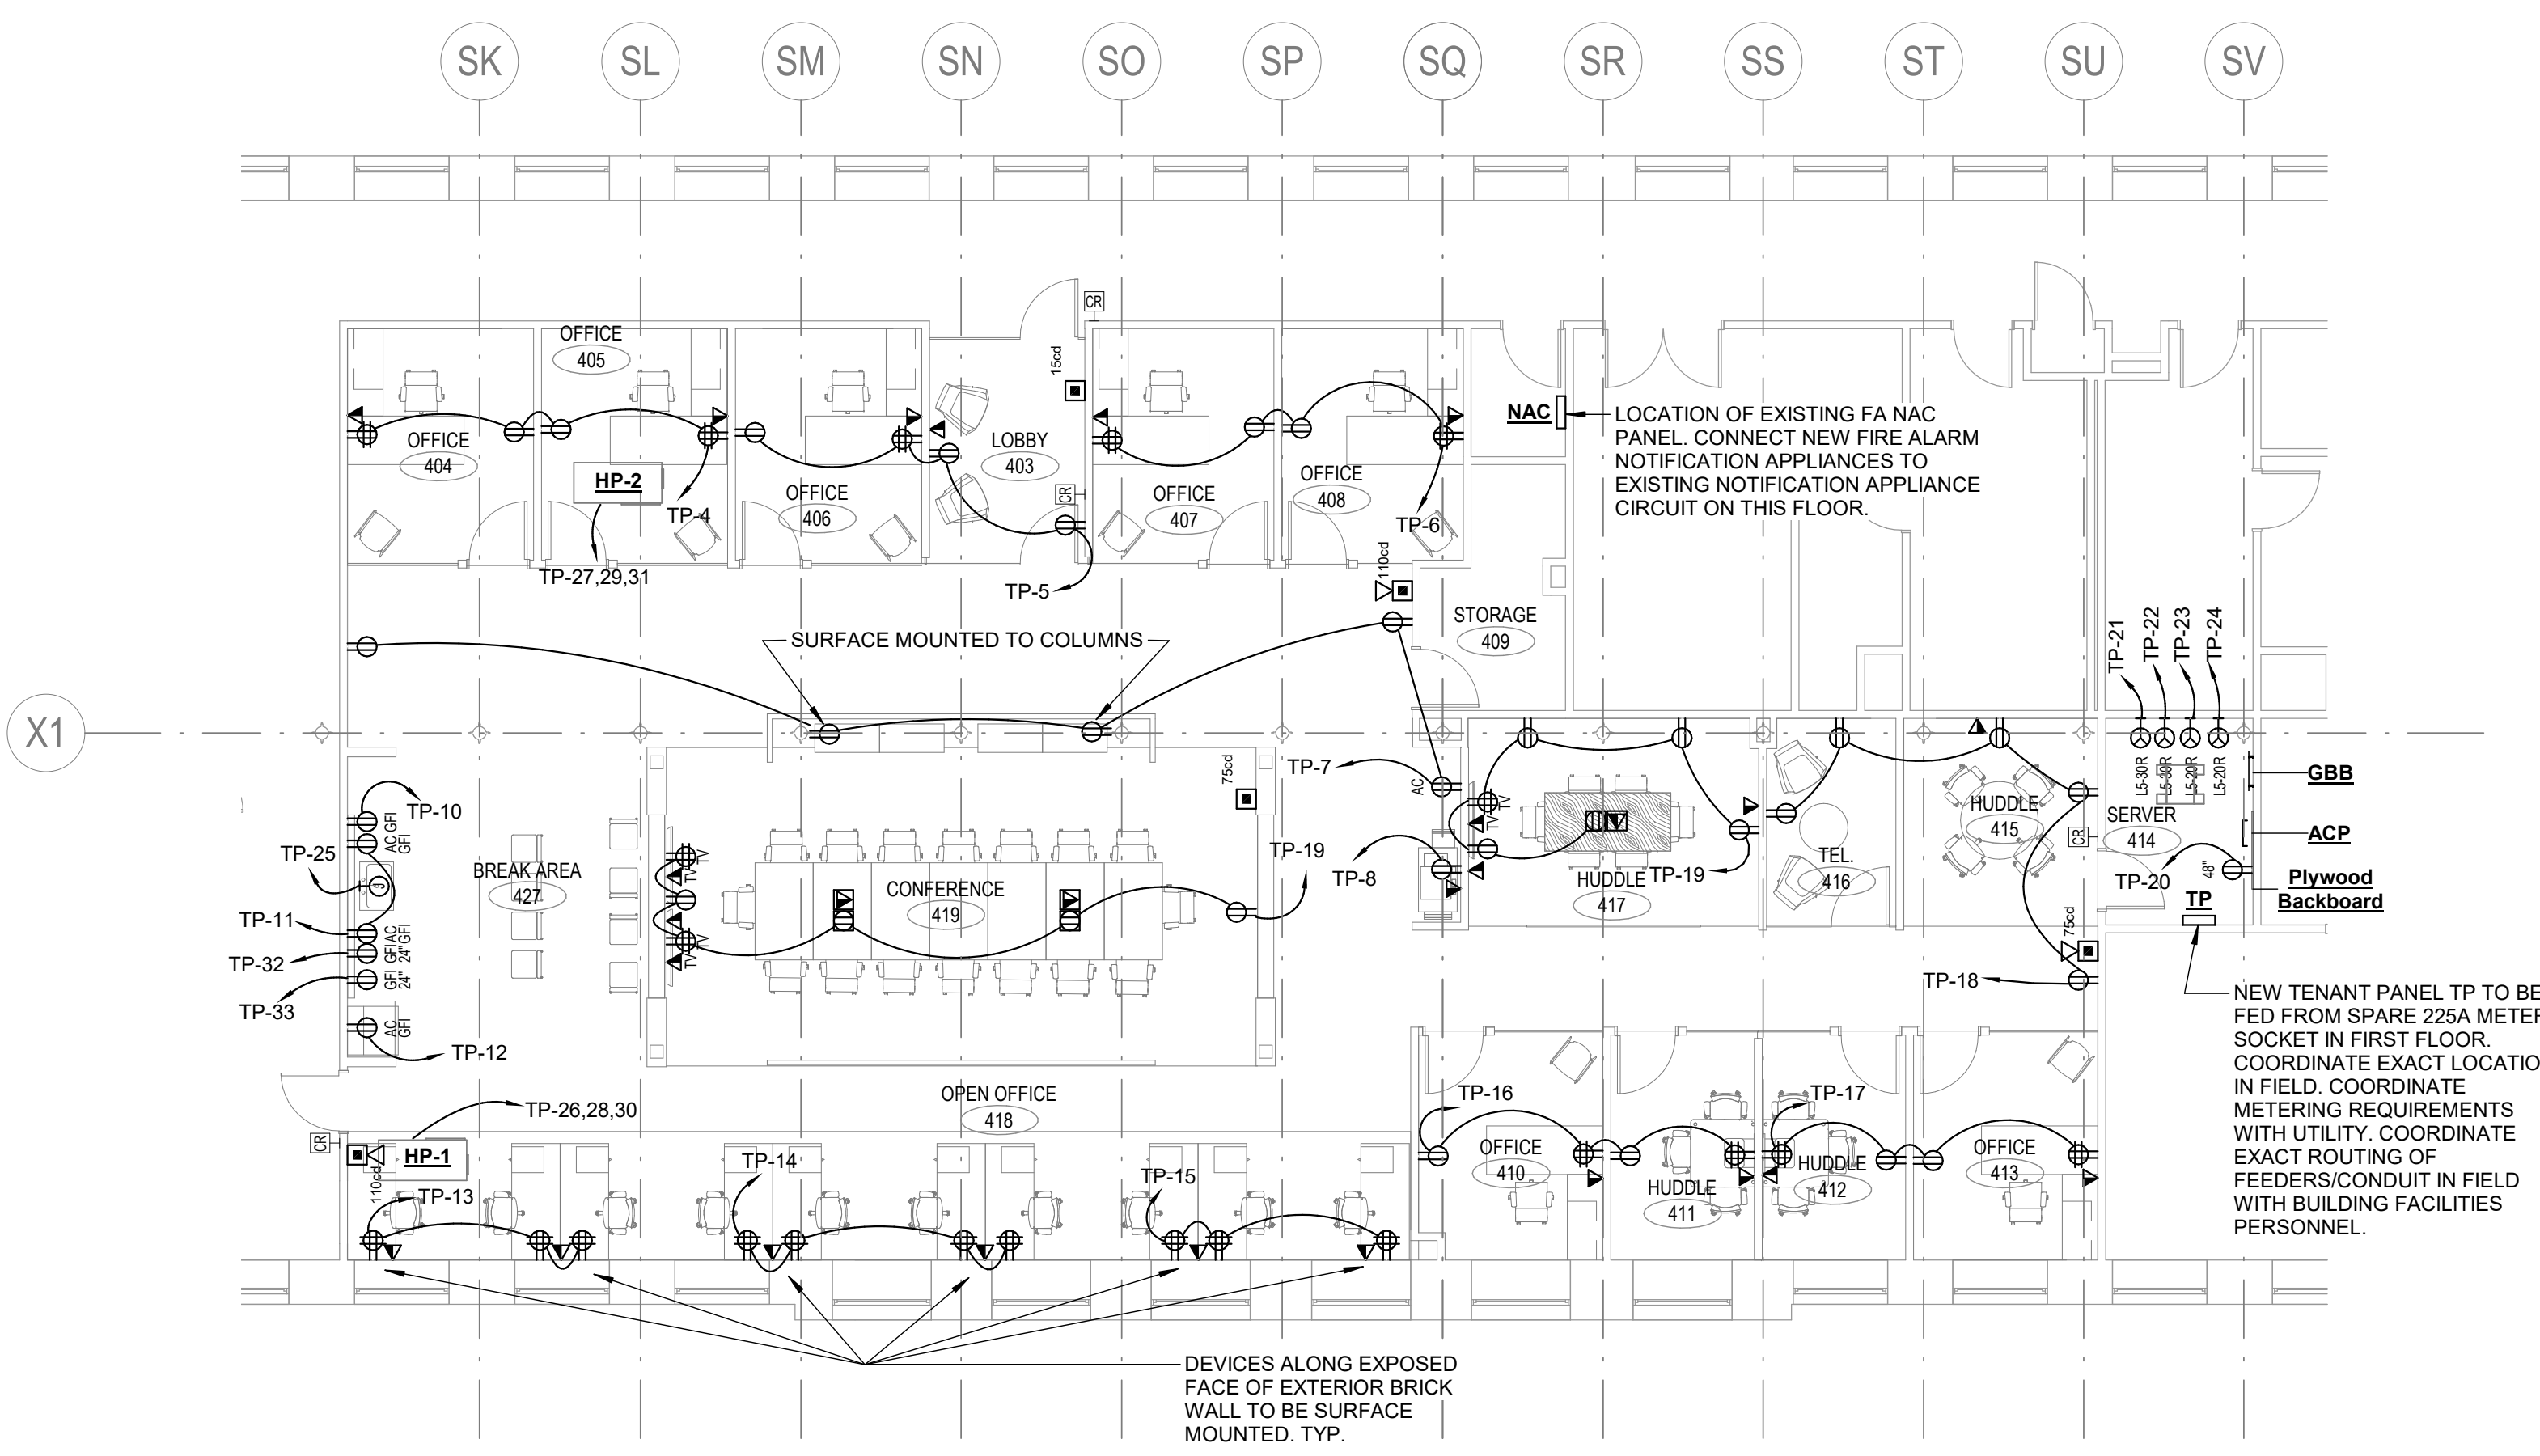 SK SL SM SN SO SP SQ SR SS ST SU SV
CR
OFFICE
405
15cd
OFFICE
404
HP-2
TP-4
OFFICE
406
LOBBY
403
CR
OFFICE
407
OFFICE
408
TP-6
NAC
LOCATION OF EXISTING FA NAC
PANEL. CONNECT NEW FIRE ALARM
NOTIFICATION APPLIANCES TO
EXISTING NOTIFICATION APPLIANCE
CIRCUIT ON THIS FLOOR.
TP-27,29,31
TP-5
110cd
STORAGE
409
SURFACE MOUNTED TO COLUMNS
TP-21
TP-22
TP-23
TP-24
X1
TP-10
AC GFI
GFI
TP-25
J
TP-11
TP-32
TP-33
GFI AC
24" GFI
GFI
24"
AC
GFI
TP-12
BREAK AREA
427
TV
TV
TV
TV
CONFERENCE
419
75cd
TP-19
TP-7
AC
TP-8
TV
TV
HUDDLE
417
TP-19
TEL.
416
HUDDLE
415
CR
L5-30R
L5-30R
L5-20R
L5-20R
SERVER
414
GBB
ACP
48"
TP-20
TP
Plywood
Backboard
75cd
TP-18
NEW TENANT PANEL TP TO BE
FED FROM SPARE 225A METER
SOCKET IN FIRST FLOOR.
COORDINATE EXACT LOCATIO
IN FIELD. COORDINATE
METERING REQUIREMENTS
WITH UTILITY. COORDINATE
EXACT ROUTING OF
FEEDERS/CONDUIT IN FIELD
WITH BUILDING FACILITIES
PERSONNEL.
TP-26,28,30
OPEN OFFICE
418
CR
HP-1
110cd
TP-13
TP-14
TP-15
TP-16
OFFICE
410
HUDDLE
411
TP-17
HUDDLE
412
OFFICE
413
DEVICES ALONG EXPOSED
FACE OF EXTERIOR BRICK
WALL TO BE SURFACE
MOUNTED. TYP.